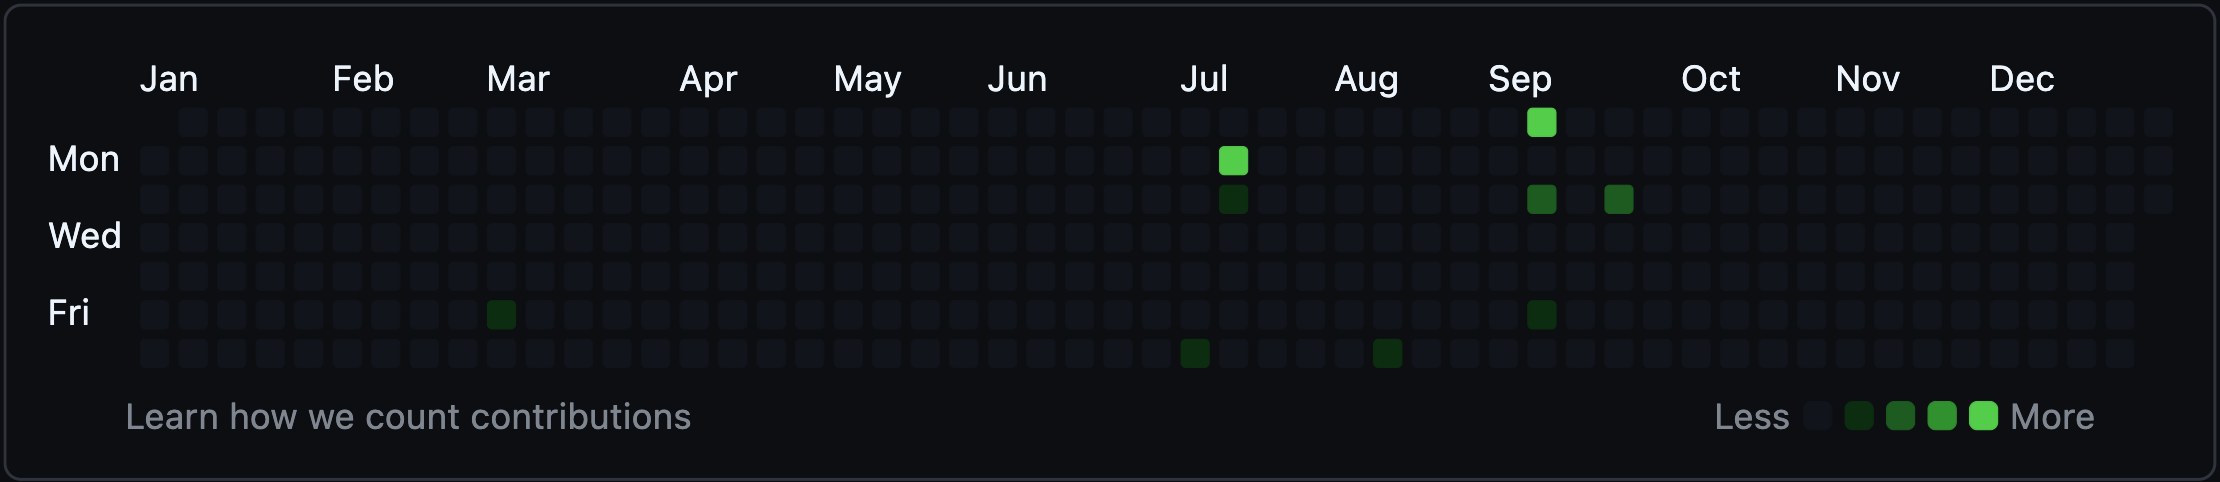 Jan Feb Mar Apr May Jun Jul Aug Sep Oct Nov Dec
Mon
Wed
Fri
Learn how we count contributions
Less More